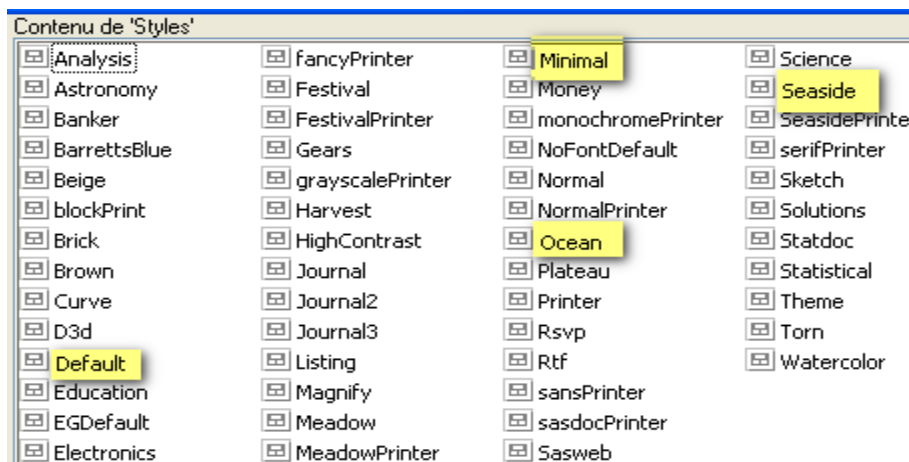 Contenu de 'Styles'
Analysis
Astronomy
Banker
BarrettsBlue
Beige
blockPrint
Brick
Brown
Curve
D3d
Default
Education
EGDefault
Electronics
fancyPrinter
Festival
FestivalPrinter
Gears
grayscalePrinter
Harvest
HighContrast
Journal
Journal2
Journal3
Listing
Magnify
Meadow
MeadowPrinter
Minimal
Money
monochromePrinter
NoFontDefault
Normal
NormalPrinter
Ocean
Plateau
Printer
Rsvp
Rtf
sansPrinter
sasdocPrinter
Sasweb
Science
Seaside
SeasidePrinte
serifPrinter
Sketch
Solutions
Statdoc
Statistical
Theme
Torn
Watercolor